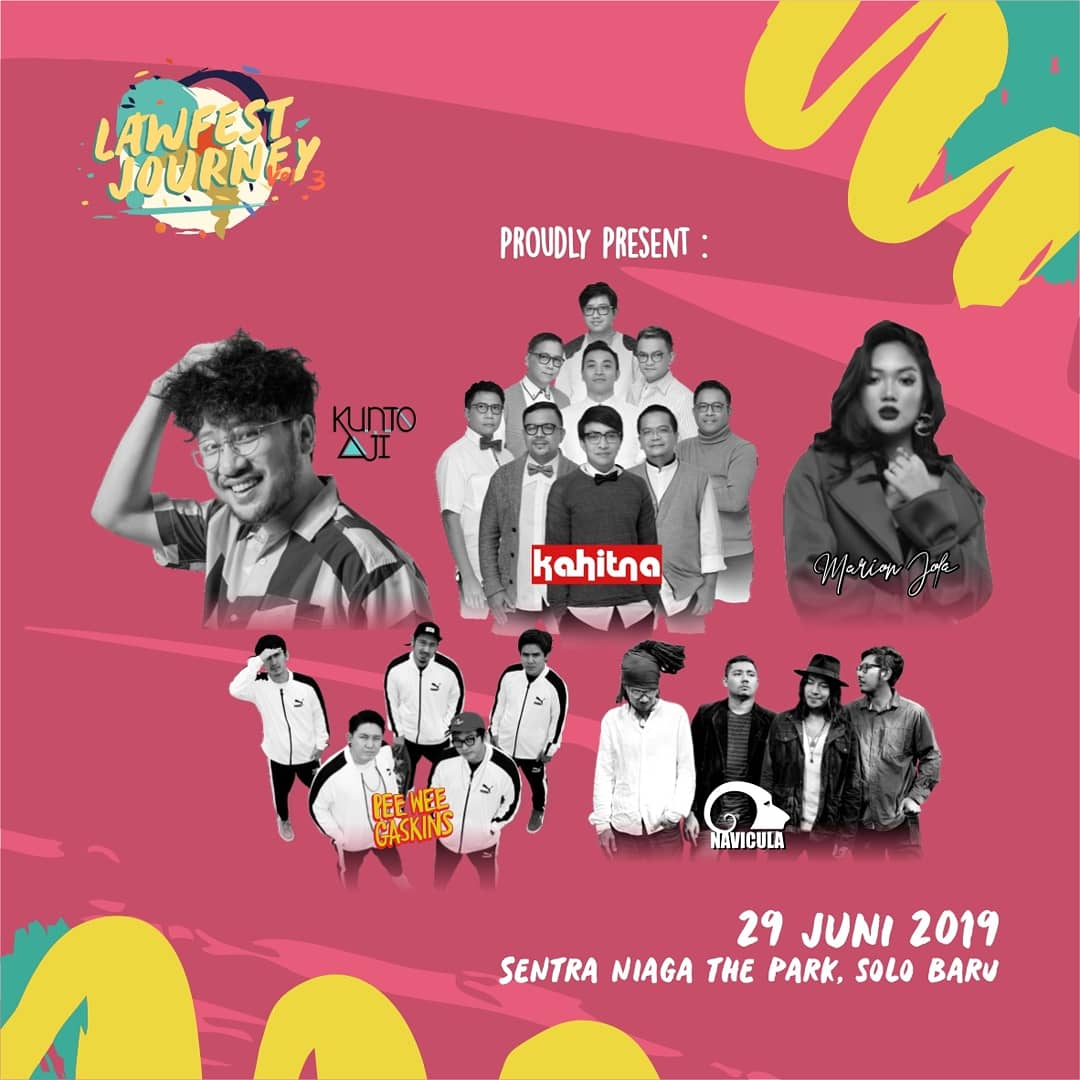 LAWFEST
JOURNEY
Vol 3
PROUDLY PRESENT :
KUNTO
AJI
kahitna
Marion Jola
PEE WEE
GASKINS
NAVICULA
29 JUNI 2019
SENTRA NIAGA THE PARK, SOLO BARU